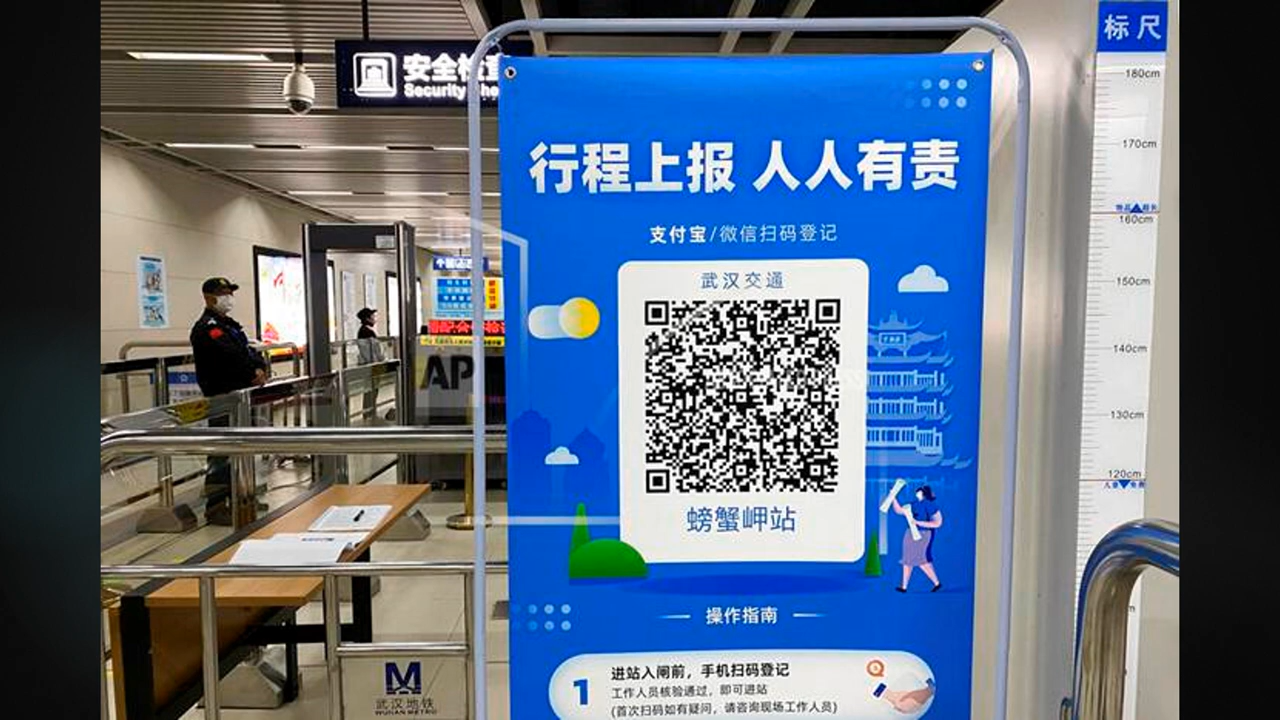 安全检查
Security Che
标尺
180cm
170cm
160cm
150cm
140cm
130cm
120cm
行程上报 人人有责
支付宝/微信扫码登记
武汉交通
螃蟹岬站
操作指南
1
进站入闸前，手机扫码登记
工作人员核验通过，即可进站
(首次扫码如有疑问，请咨询现场工作人员)
AP
武汉地铁
WUHAN METRO